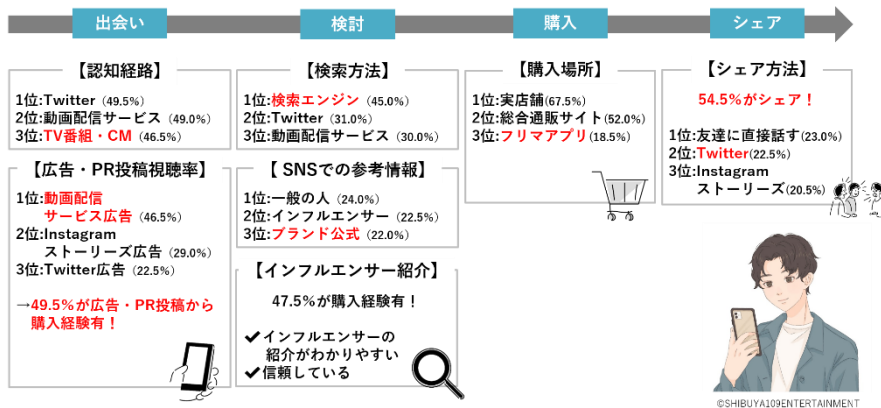 出会い
検討
購入
シェア
【認知経路】
1位:Twitter（49.5%）
2位:動画配信サービス（49.0%）
3位:TV番組・CM（46.5%）
【広告・PR投稿視聴率】
1位:動画配信
サービス広告（46.5%）
2位:Instagram
ストーリーズ広告（29.0%）
3位:Twitter広告（22.5%）
→49.5%が広告・PR投稿から
購入経験有！
【検索方法】
1位:検索エンジン（45.0%）
2位:Twitter（31.0%）
3位:動画配信サービス（30.0%）
【 SNSでの参考情報】
1位:一般の人（24.0%）
2位:インフルエンサー（22.5%）
3位:ブランド公式（22.0%）
【インフルエンサー紹介】
47.5%が購入経験有！
✔インフルエンサーの
紹介がわかりやすい
✔信頼している
【購入場所】
1位:実店舗(67.5%）
2位:総合通販サイト(52.0%）
3位:フリマアプリ(18.5%）
【シェア方法】
54.5%がシェア！
1位:友達に直接話す(23.0%）
2位:Twitter(22.5%）
3位:Instagram
ストーリーズ(20.5%）
©SHIBUYA109ENTERTAINMENT